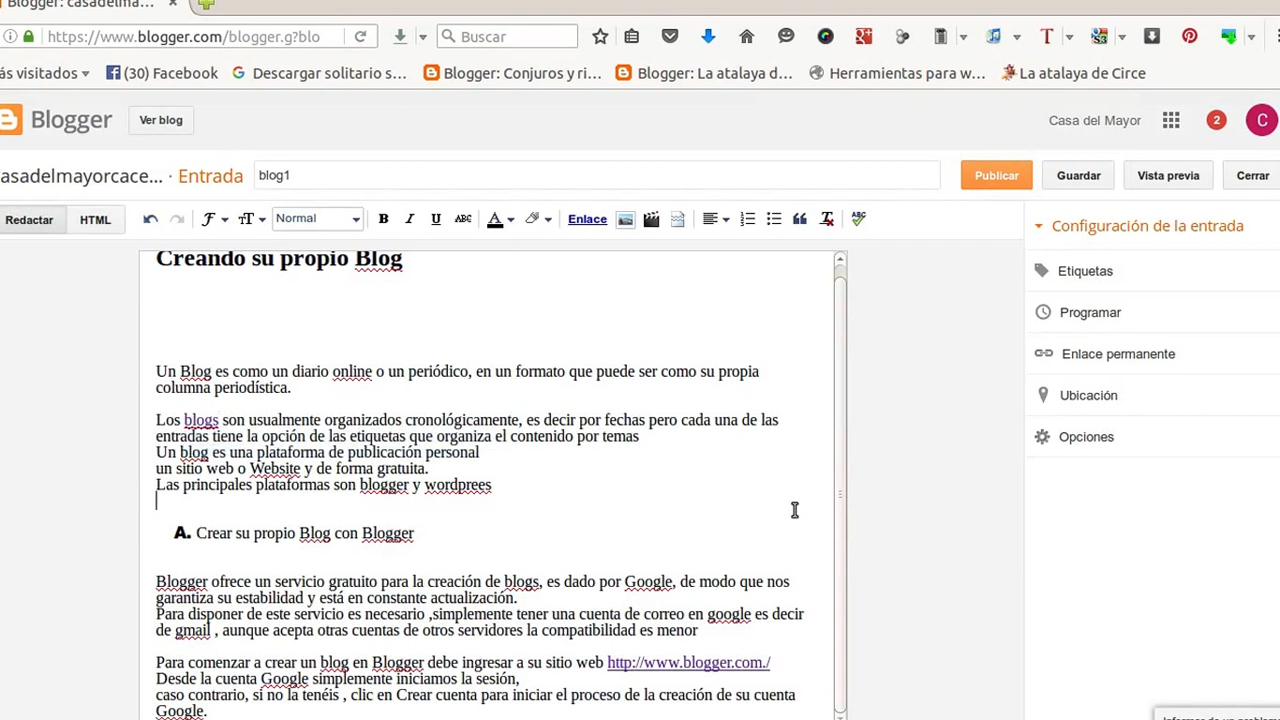 Blogger: casadelma...
https://www.blogger.com/blogger.g?blo
Buscar
ás visitados
(30) Facebook
Descargar solitario s...
Blogger: Conjuros y ri...
Blogger: La atalaya d...
Herramientas para w...
La atalaya de Circe
Blogger
Ver blog
Casa del Mayor
2
C
asadelmayorcace... · Entrada
blog1
Publicar
Guardar
Vista previa
Cerrar
Redactar
HTML
Normal
B
I
U
ABC
A
Enlace
ABC
Configuración de la entrada
Etiquetas
Programar
Enlace permanente
Ubicación
Opciones
Creando su propio Blog
Un Blog es como un diario online o un periódico, en un formato que puede ser como su propia
columna periodística.
Los blogs son usualmente organizados cronológicamente, es decir por fechas pero cada una de las
entradas tiene la opción de las etiquetas que organiza el contenido por temas
Un blog es una plataforma de publicación personal
un sitio web o Website y de forma gratuita.
Las principales plataformas son blogger y wordprees
A. Crear su propio Blog con Blogger
Blogger ofrece un servicio gratuito para la creación de blogs, es dado por Google, de modo que nos
garantiza su estabilidad y está en constante actualización.
Para disponer de este servicio es necesario ,simplemente tener una cuenta de correo en google es decir
de gmail , aunque acepta otras cuentas de otros servidores la compatibilidad es menor
Para comenzar a crear un blog en Blogger debe ingresar a su sitio web http://www.blogger.com./
Desde la cuenta Google simplemente iniciamos la sesión,
caso contrario, si no la tenéis , clic en Crear cuenta para iniciar el proceso de la creación de su cuenta
Google.